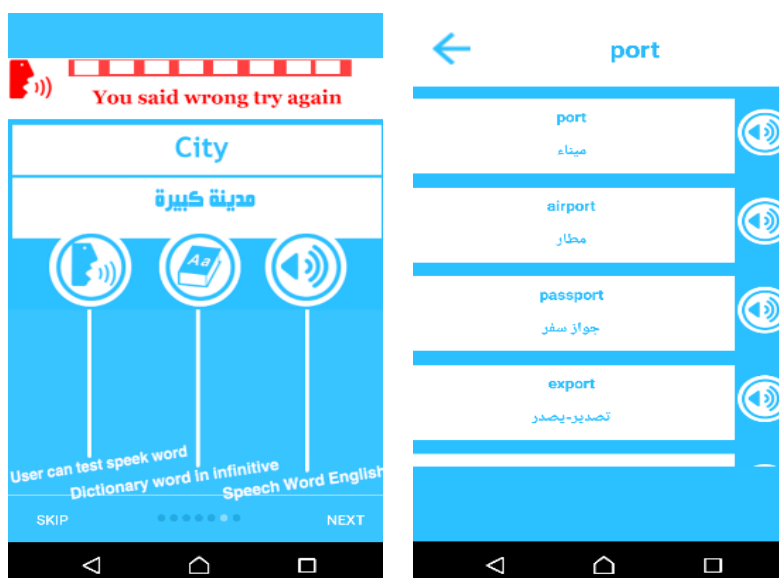 You said wrong try again
City
مدينة كبيرة
Aa
User can test speek word
Dictionary word in infinitive
Speech Word English
SKIP
NEXT
port
port
ميناء
airport
مطار
passport
جواز سفر
export
تصدير-يصدر